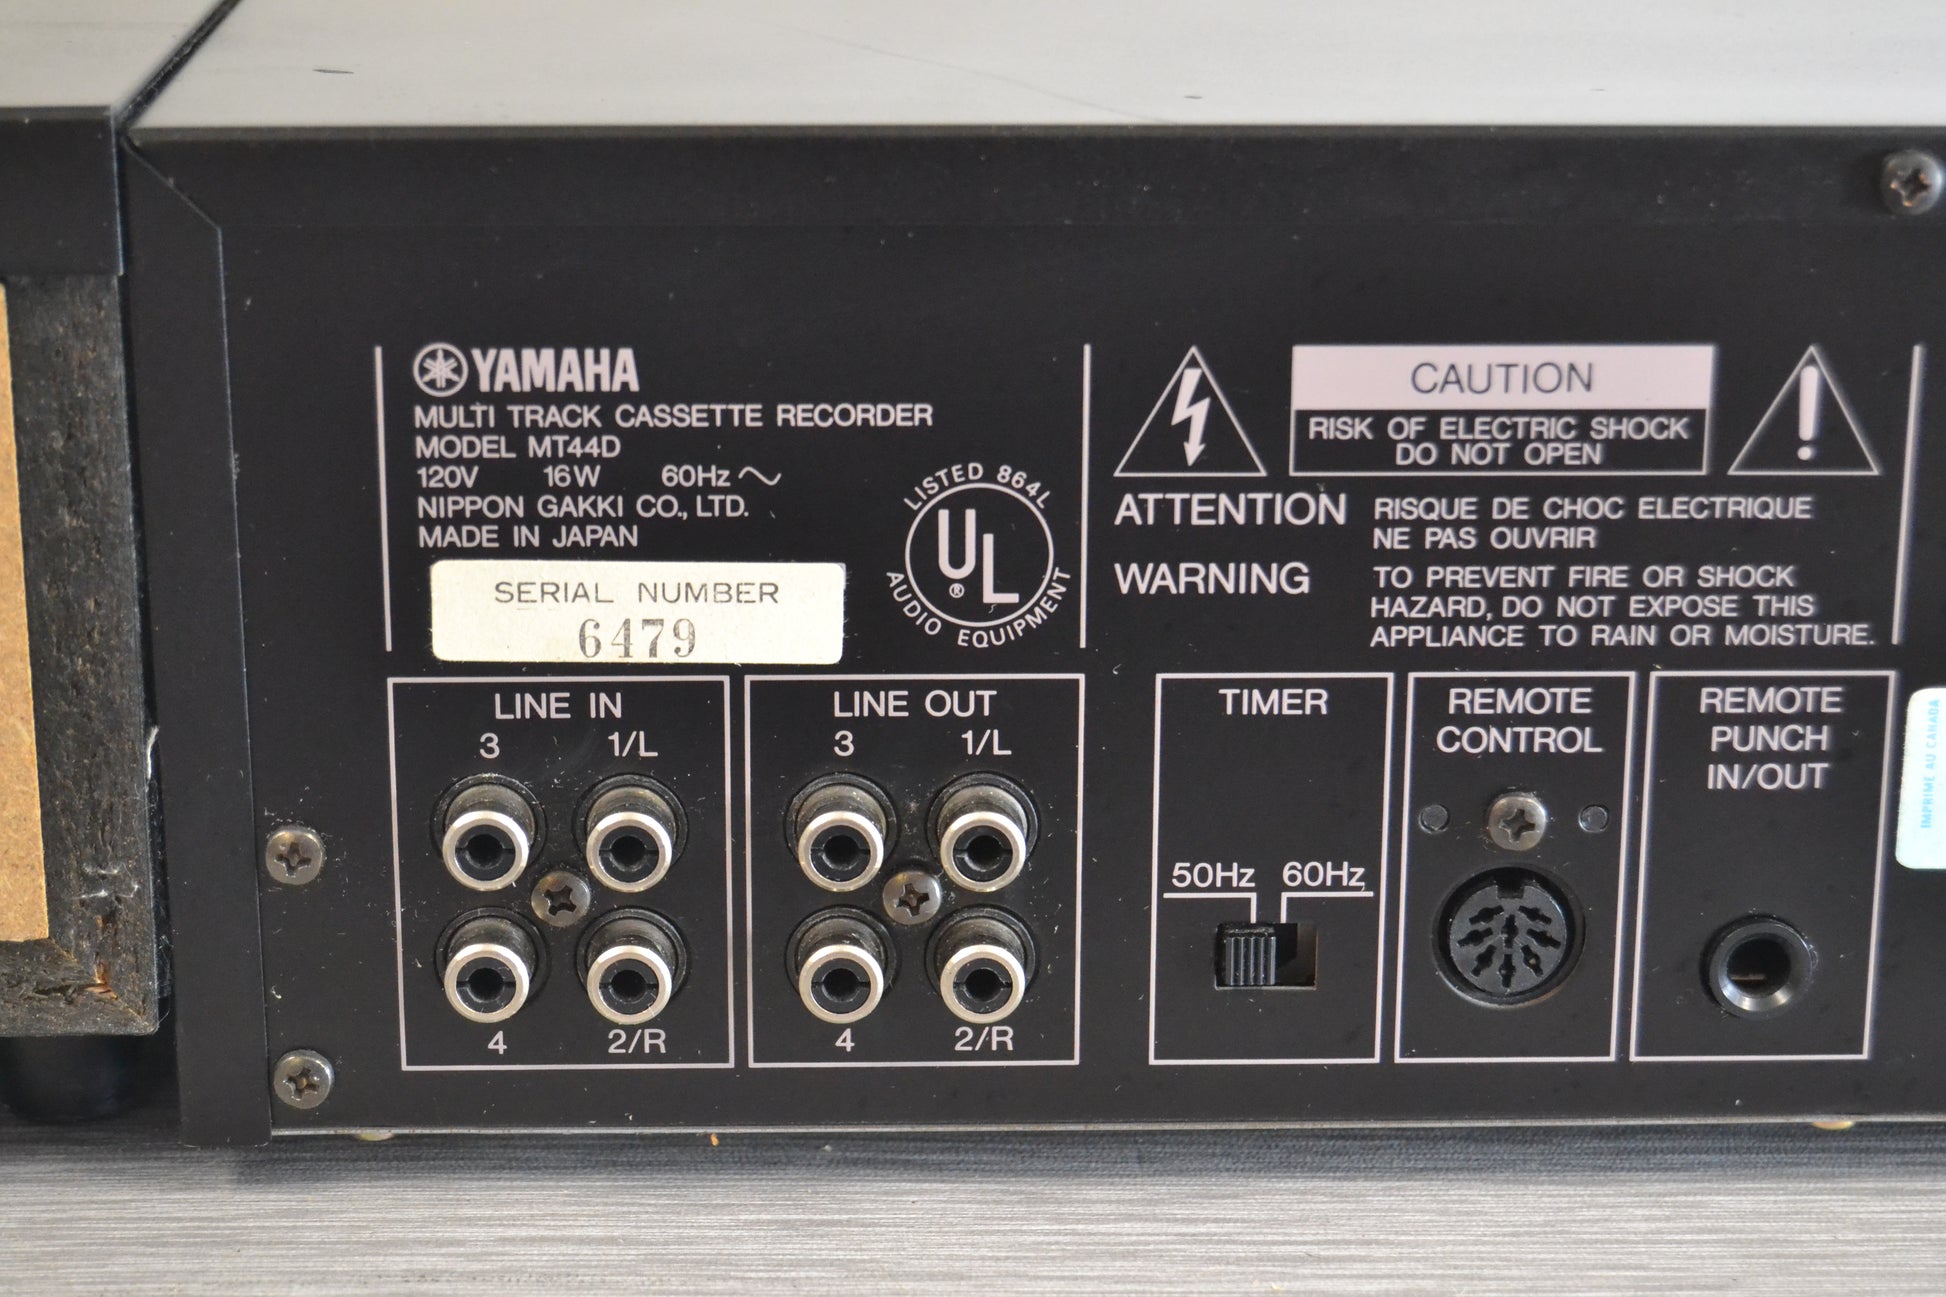 YAMAHA
MULTI TRACK CASSETTE RECORDER
MODEL MT44D
120V 16W 60Hz
NIPPON GAKKI CO., LTD.
MADE IN JAPAN
SERIAL NUMBER
6479
LISTED 864L
UL
®
AUDIO EQUIPMENT
CAUTION
RISK OF ELECTRIC SHOCK
DO NOT OPEN
ATTENTION RISQUE DE CHOC ELECTRIQUE
NE PAS OUVRIR
WARNING TO PREVENT FIRE OR SHOCK
HAZARD, DO NOT EXPOSE THIS
APPLIANCE TO RAIN OR MOISTURE.
LINE IN
3 1/L
4 2/R
LINE OUT
3 1/L
4 2/R
TIMER
50Hz 60Hz
REMOTE
CONTROL
REMOTE
PUNCH
IN/OUT
IMPRIME AU CANADA